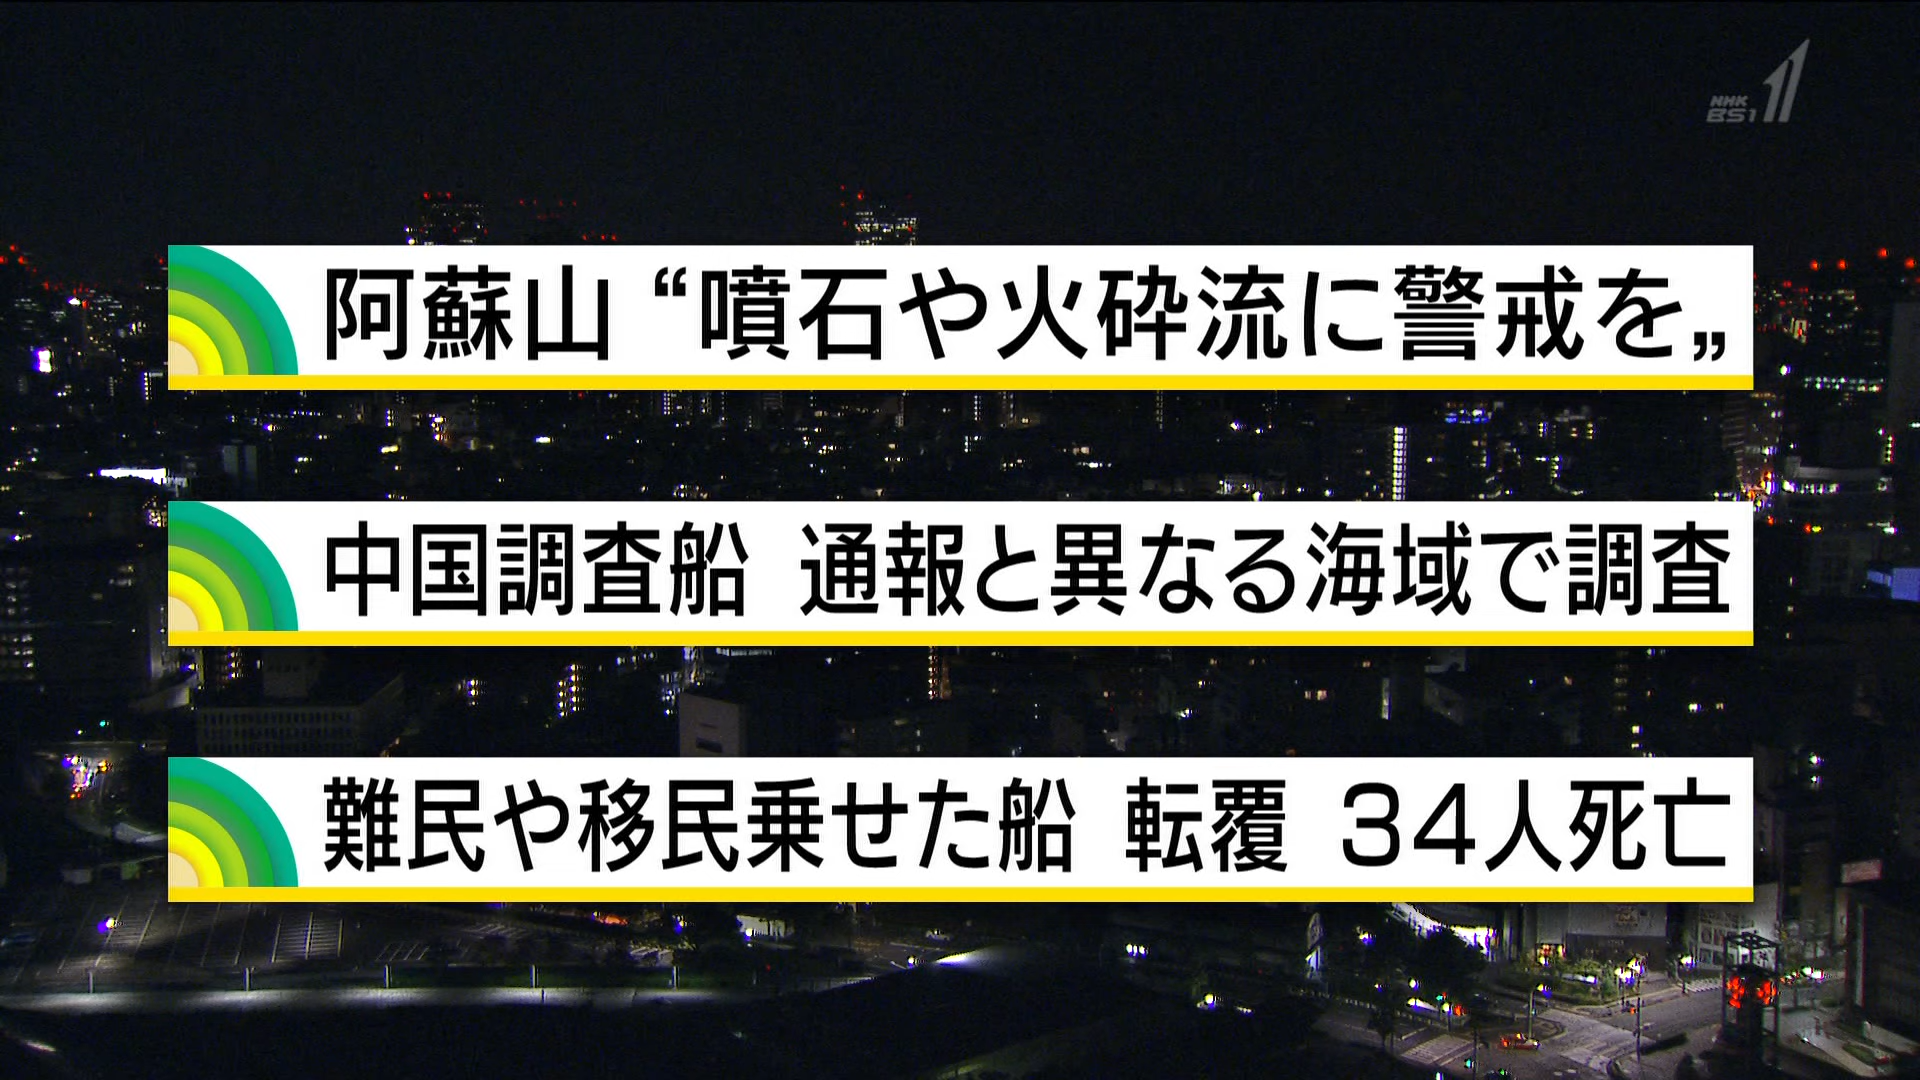 NHK
BS1
阿蘇山 “噴石や火砕流に警戒を„
中国調査船 通報と異なる海域で調査
難民や移民乗せた船 転覆 34人死亡